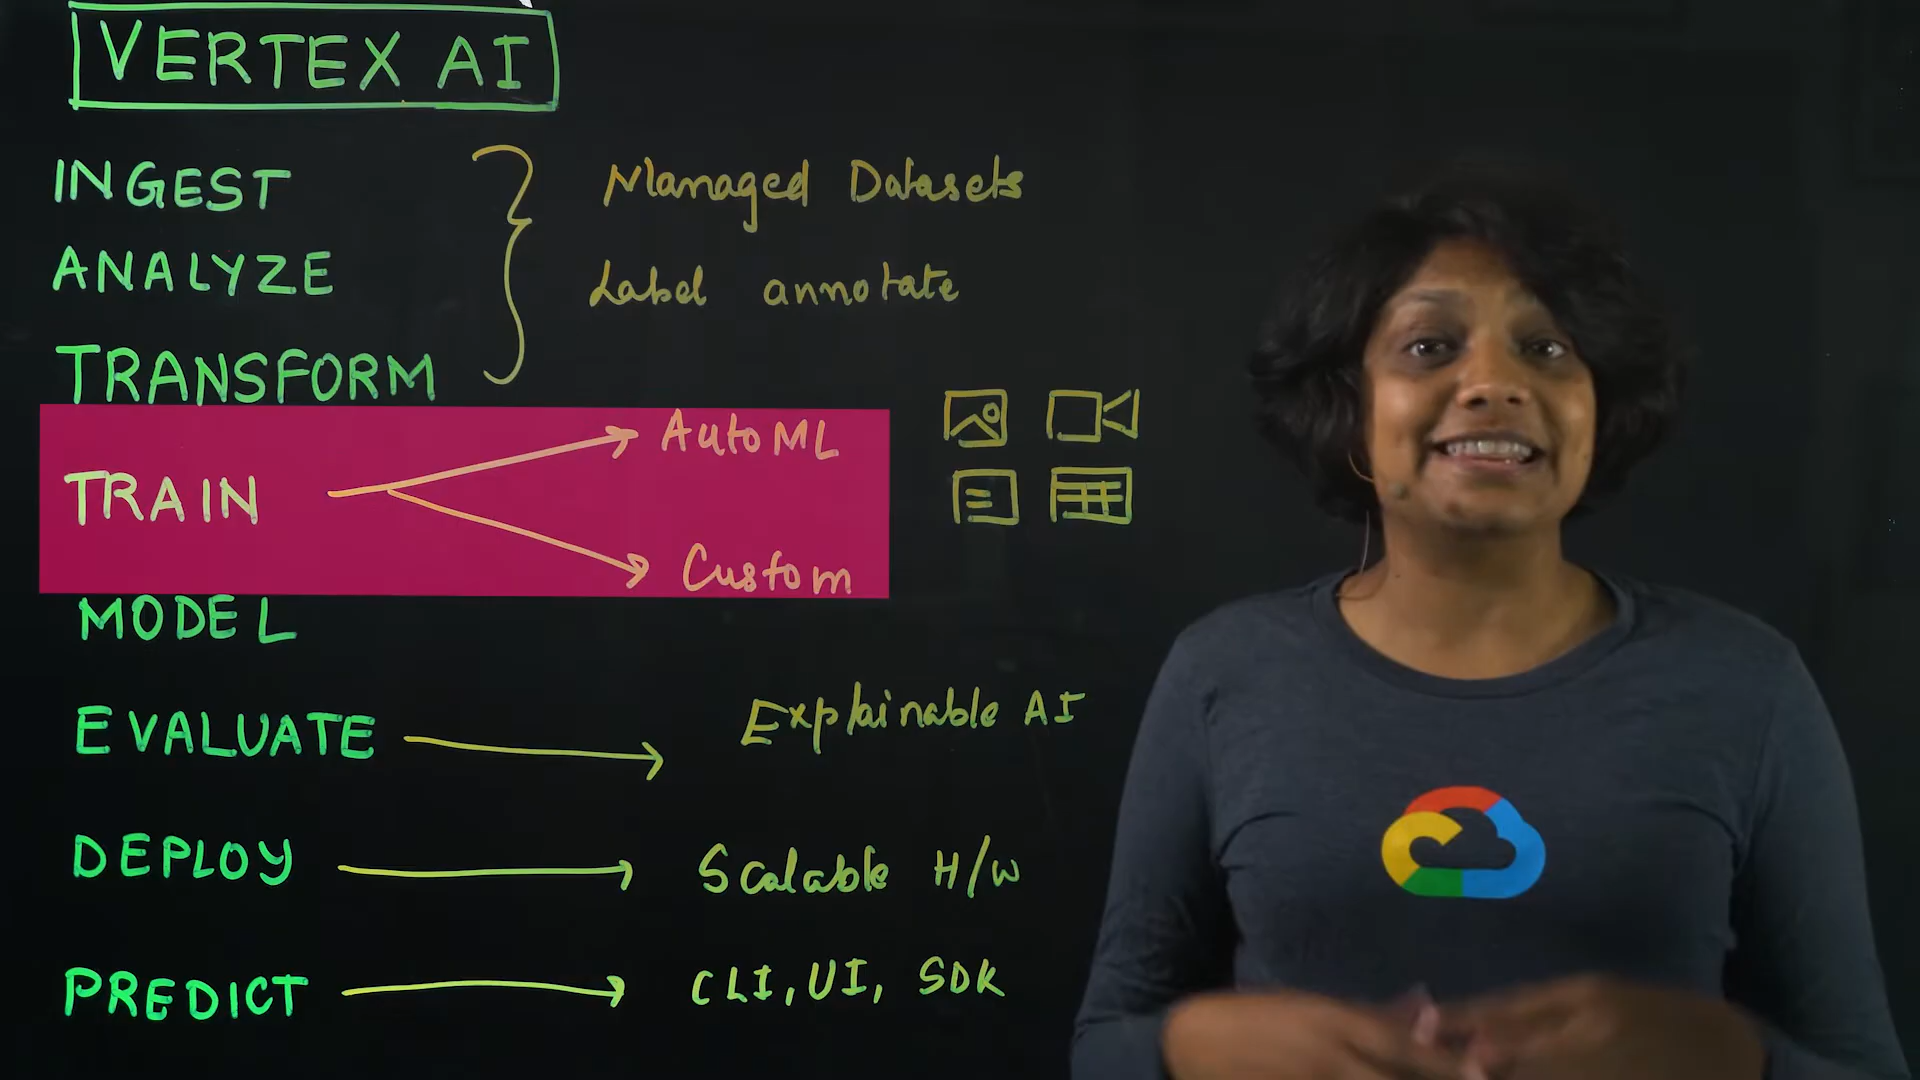 VERTEX AI
INGEST
ANALYZE
TRANSFORM
Managed Datasets
Label annotate
TRAIN
AutoML
Custom
MODEL
EVALUATE
Explainable AI
DEPLOY
Scalable H/W
PREDICT
CLI, UI, SDK